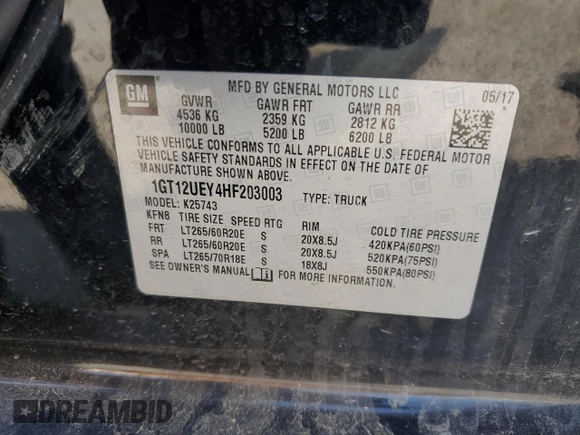 GM
MFD BY GENERAL MOTORS LLC
05/17
GVWR GAWR FRT GAWR RR
4536 KG 2359 KG 2812 KG
10000 LB 5200 LB 6200 LB
THIS VEHICLE CONFORMS TO ALL APPLICABLE U.S. FEDERAL MOTOR
VEHICLE SAFETY STANDARDS IN EFFECT ON THE DATE OF
MANUFACTURE SHOWN ABOVE.
1GT12UEY4HF203003 TYPE: TRUCK
MODEL: K25743
KFN8 TIRE SIZE SPEED RTG RIM COLD TIRE PRESSURE
FRT LT265/60R20E S 20X8.5J 420KPA(60PSI)
RR LT265/60R20E S 20X8.5J 520KPA(75PSI)
SPA LT265/70R18E S 18X8J 550KPA(80PSI)
SEE OWNER'S MANUAL FOR MORE INFORMATION.
DREAMBID